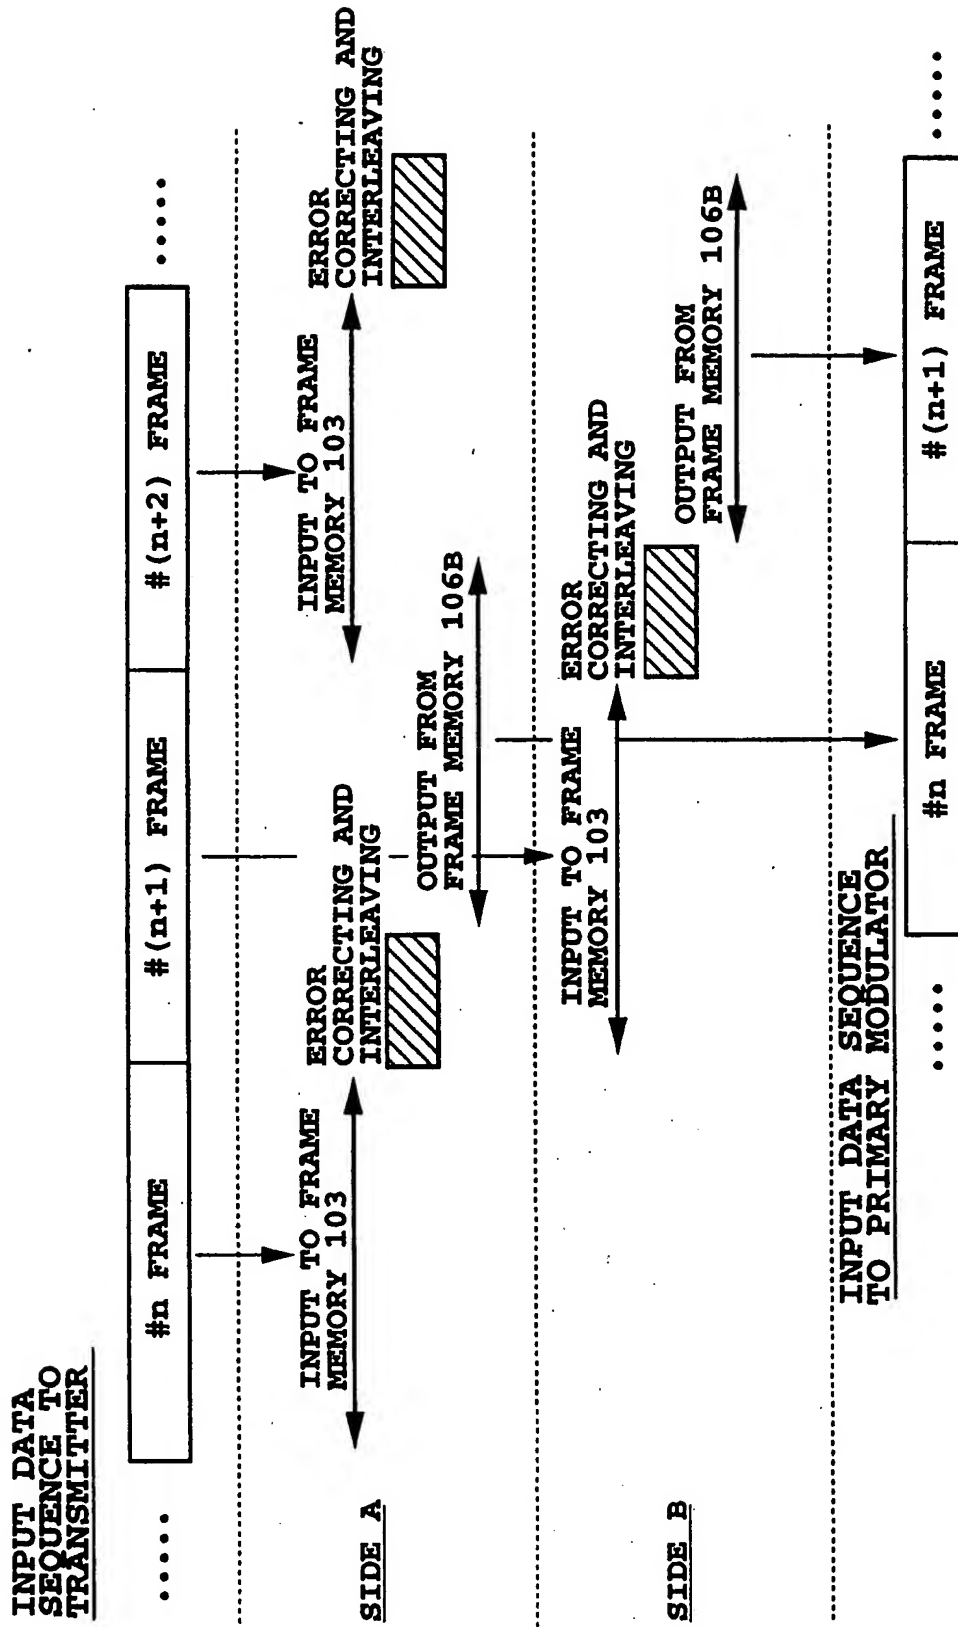 INPUT DATA
SEQUENCE TO
TRANSMITTER
.....
#n FRAME
#(n+1) FRAME
#(n+2) FRAME
.....
SIDE A
INPUT TO FRAME
MEMORY 103
ERROR
CORRECTING AND
INTERLEAVING
OUTPUT FROM
FRAME MEMORY 106B
INPUT TO FRAME
MEMORY 103
ERROR
CORRECTING AND
INTERLEAVING
SIDE B
INPUT TO FRAME
MEMORY 103
ERROR
CORRECTING AND
INTERLEAVING
OUTPUT FROM
FRAME MEMORY 106B
INPUT DATA SEQUENCE
TO PRIMARY MODULATOR
.....
#n FRAME
#(n+1) FRAME
.....